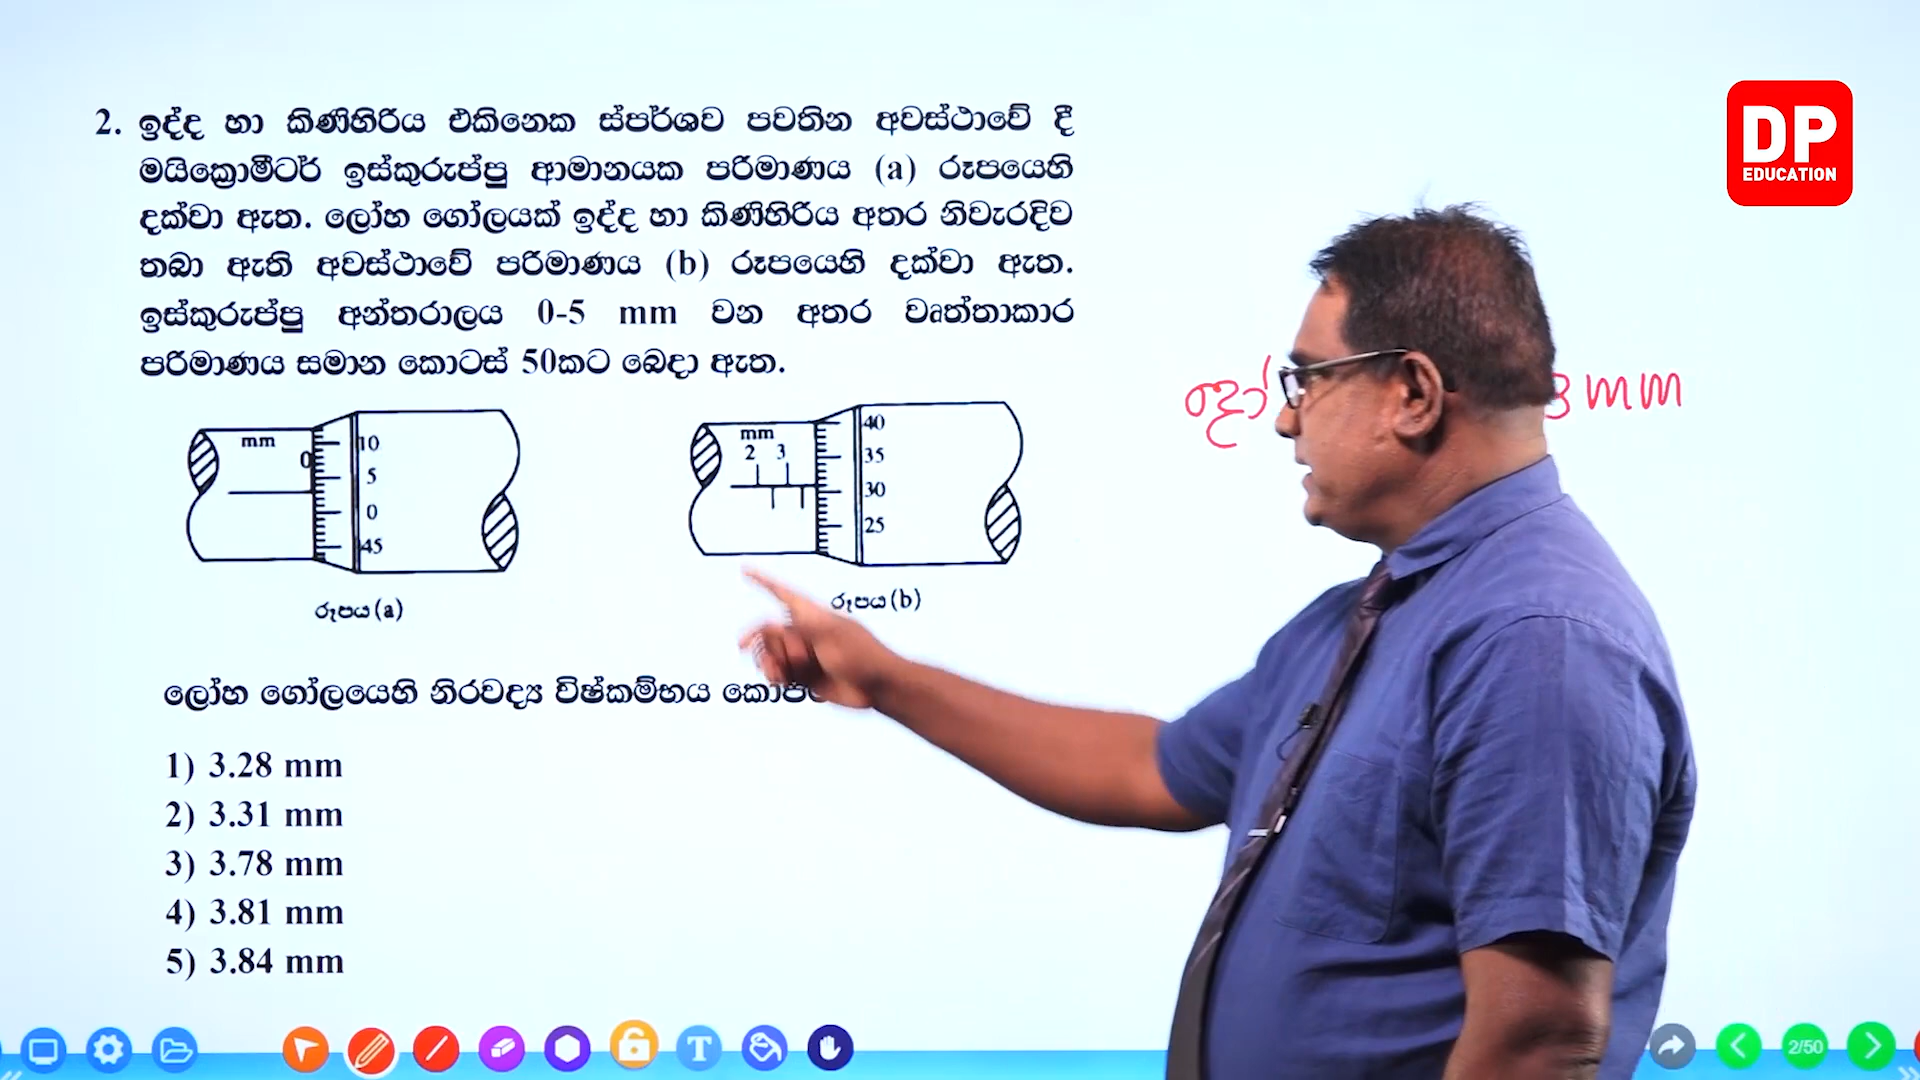 DP
EDUCATION
2. ඉද්ද හා කිණිහිරිය එකිනෙක ස්පර්ශව පවතින අවස්ථාවේ දී
මයික්‍රොමීටර් ඉස්කුරුප්පු ආමානයක පරිමාණය (a) රූපයෙහි
දක්වා ඇත. ලෝහ ගෝලයක් ඉද්ද හා කිණිහිරිය අතර නිවැරදිව
තබා ඇති අවස්ථාවේ පරිමාණය (b) රූපයෙහි දක්වා ඇත.
ඉස්කුරුප්පු අන්තරාලය 0-5 mm වන අතර වෘත්තාකාර
පරිමාණය සමාන කොටස් 50කට බෙදා ඇත.
mm
0
10
5
0
45
රූපය (a)
mm
2 3
40
35
30
25
රූපය (b)
3 mm
ලෝහ ගෝලයෙහි නිරවද්‍ය විෂ්කම්භය
1) 3.28 mm
2) 3.31 mm
3) 3.78 mm
4) 3.81 mm
5) 3.84 mm
T
2/50